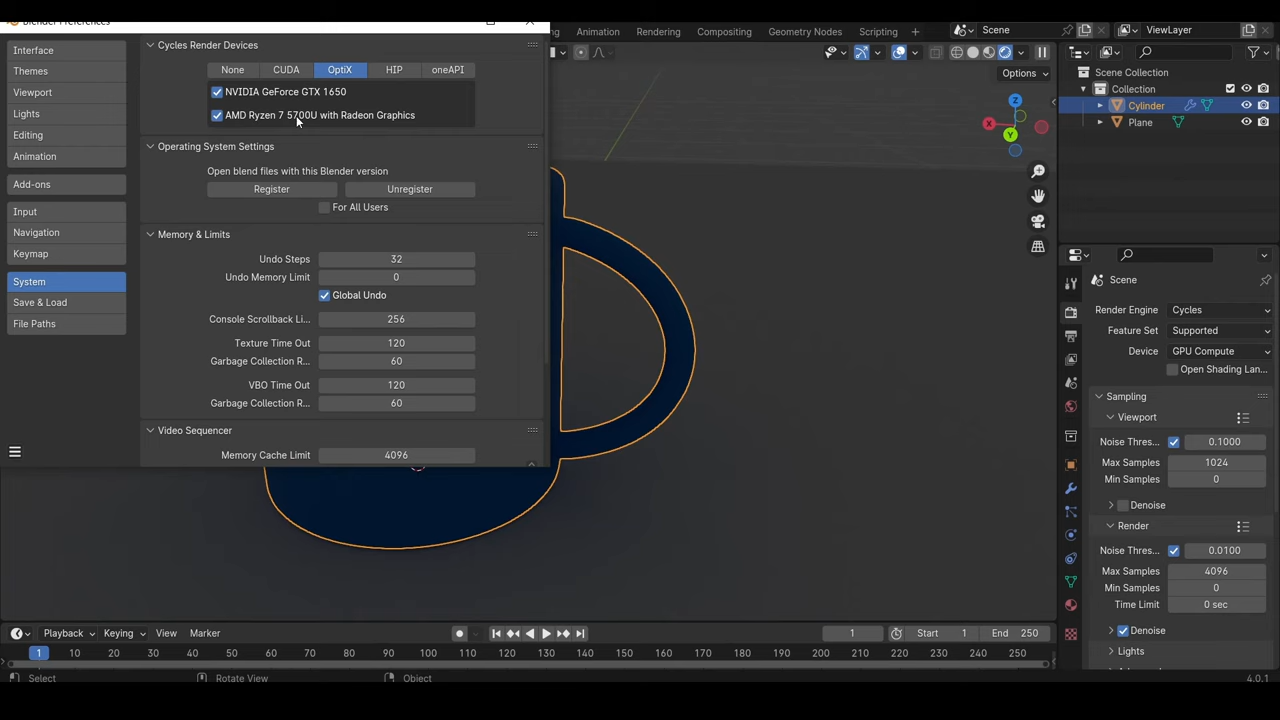 Blender Preferences
Interface
Themes
Viewport
Lights
Editing
Animation
Add-ons
Input
Navigation
Keymap
System
Save & Load
File Paths
Cycles Render Devices
None CUDA OptiX HIP oneAPI
NVIDIA GeForce GTX 1650
AMD Ryzen 7 5700U with Radeon Graphics
Operating System Settings
Open blend files with this Blender version
Register Unregister
For All Users
Memory & Limits
Undo Steps 32
Undo Memory Limit 0
Global Undo
Console Scrollback Li... 256
Texture Time Out 120
Garbage Collection R... 60
VBO Time Out 120
Garbage Collection R... 60
Video Sequencer
Memory Cache Limit 4096
Animation Rendering Compositing Geometry Nodes Scripting
Scene ViewLayer
Options
X
Y
Z
Scene Collection
Collection
Cylinder
Plane
Scene
Render Engine Cycles
Feature Set Supported
Device GPU Compute
Open Shading Lan...
Sampling
Viewport
Noise Thres... 0.1000
Max Samples 1024
Min Samples 0
Denoise
Render
Noise Thres... 0.0100
Max Samples 4096
Min Samples 0
Time Limit 0 sec
Denoise
Lights
Playback Keying View Marker 1 Start 1 End 250
1 10 20 30 40 50 60 70 80 90 100 110 120 130 140 150 160 170 180 190 200 210 220 230 240 250
Select Rotate View Object 4.0.1